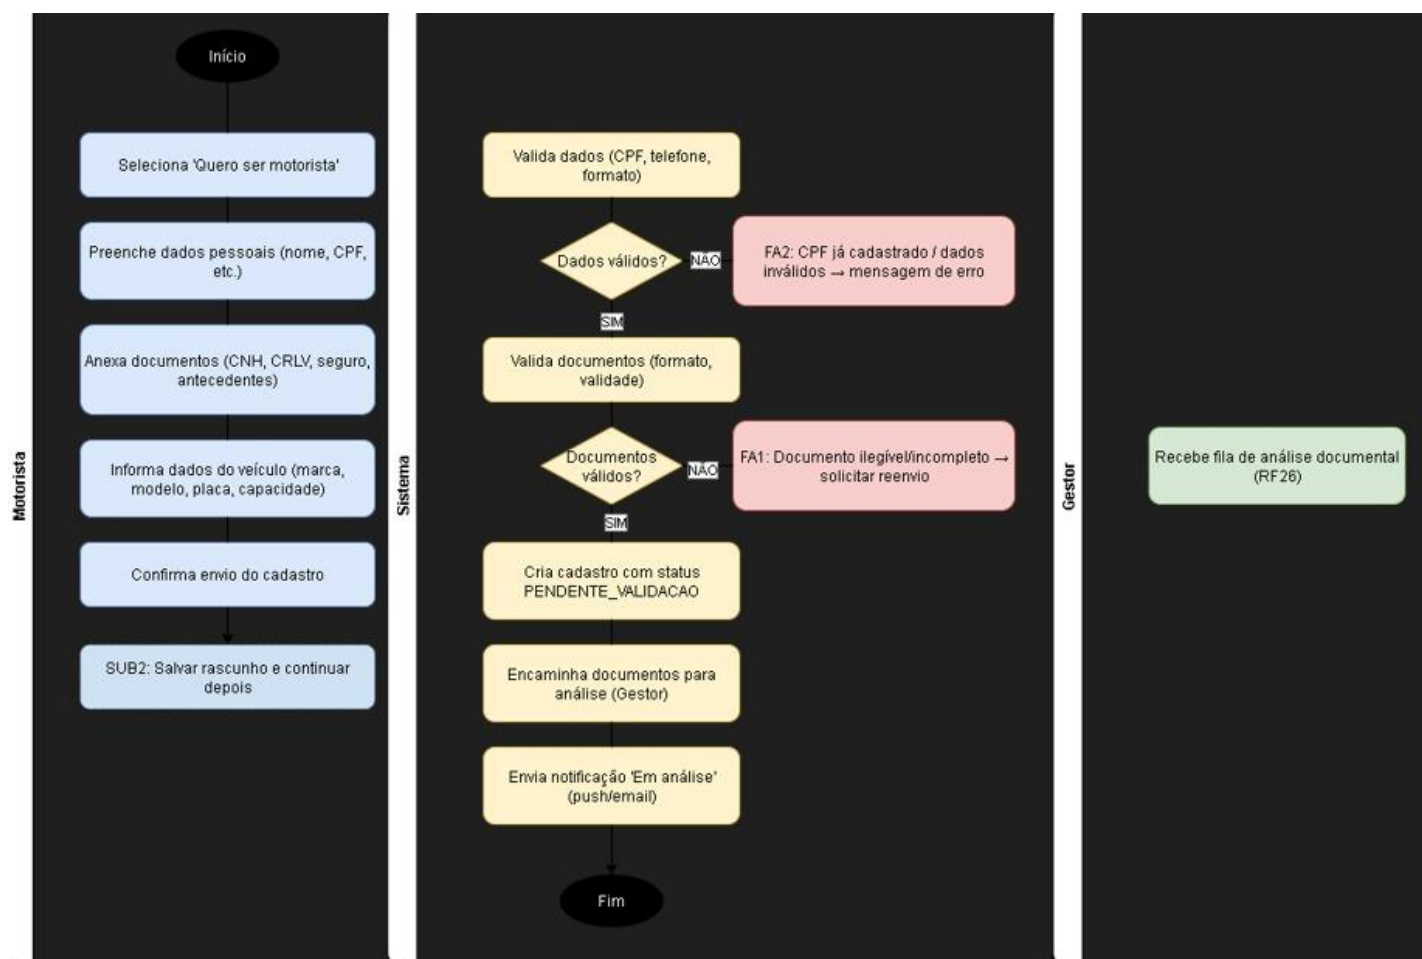 Motorista
Início
Seleciona 'Quero ser motorista'
Preenche dados pessoais (nome, CPF,
etc.)
Anexa documentos (CNH, CRLV, seguro,
antecedentes)
Informa dados do veículo (marca,
modelo, placa, capacidade)
Confirma envio do cadastro
SUB2: Salvar rascunho e continuar
depois
Sistema
Valida dados (CPF, telefone,
formato)
Dados válidos?
NÃO
FA2: CPF já cadastrado / dados
inválidos → mensagem de erro
SIM
Valida documentos (formato,
validade)
Documentos
válidos?
NÃO
FA1: Documento ilegível/incompleto →
solicitar reenvio
SIM
Cria cadastro com status
PENDENTE_VALIDACAO
Encaminha documentos para
análise (Gestor)
Envia notificação 'Em análise'
(push/email)
Fim
Gestor
Recebe fila de análise documental
(RF26)